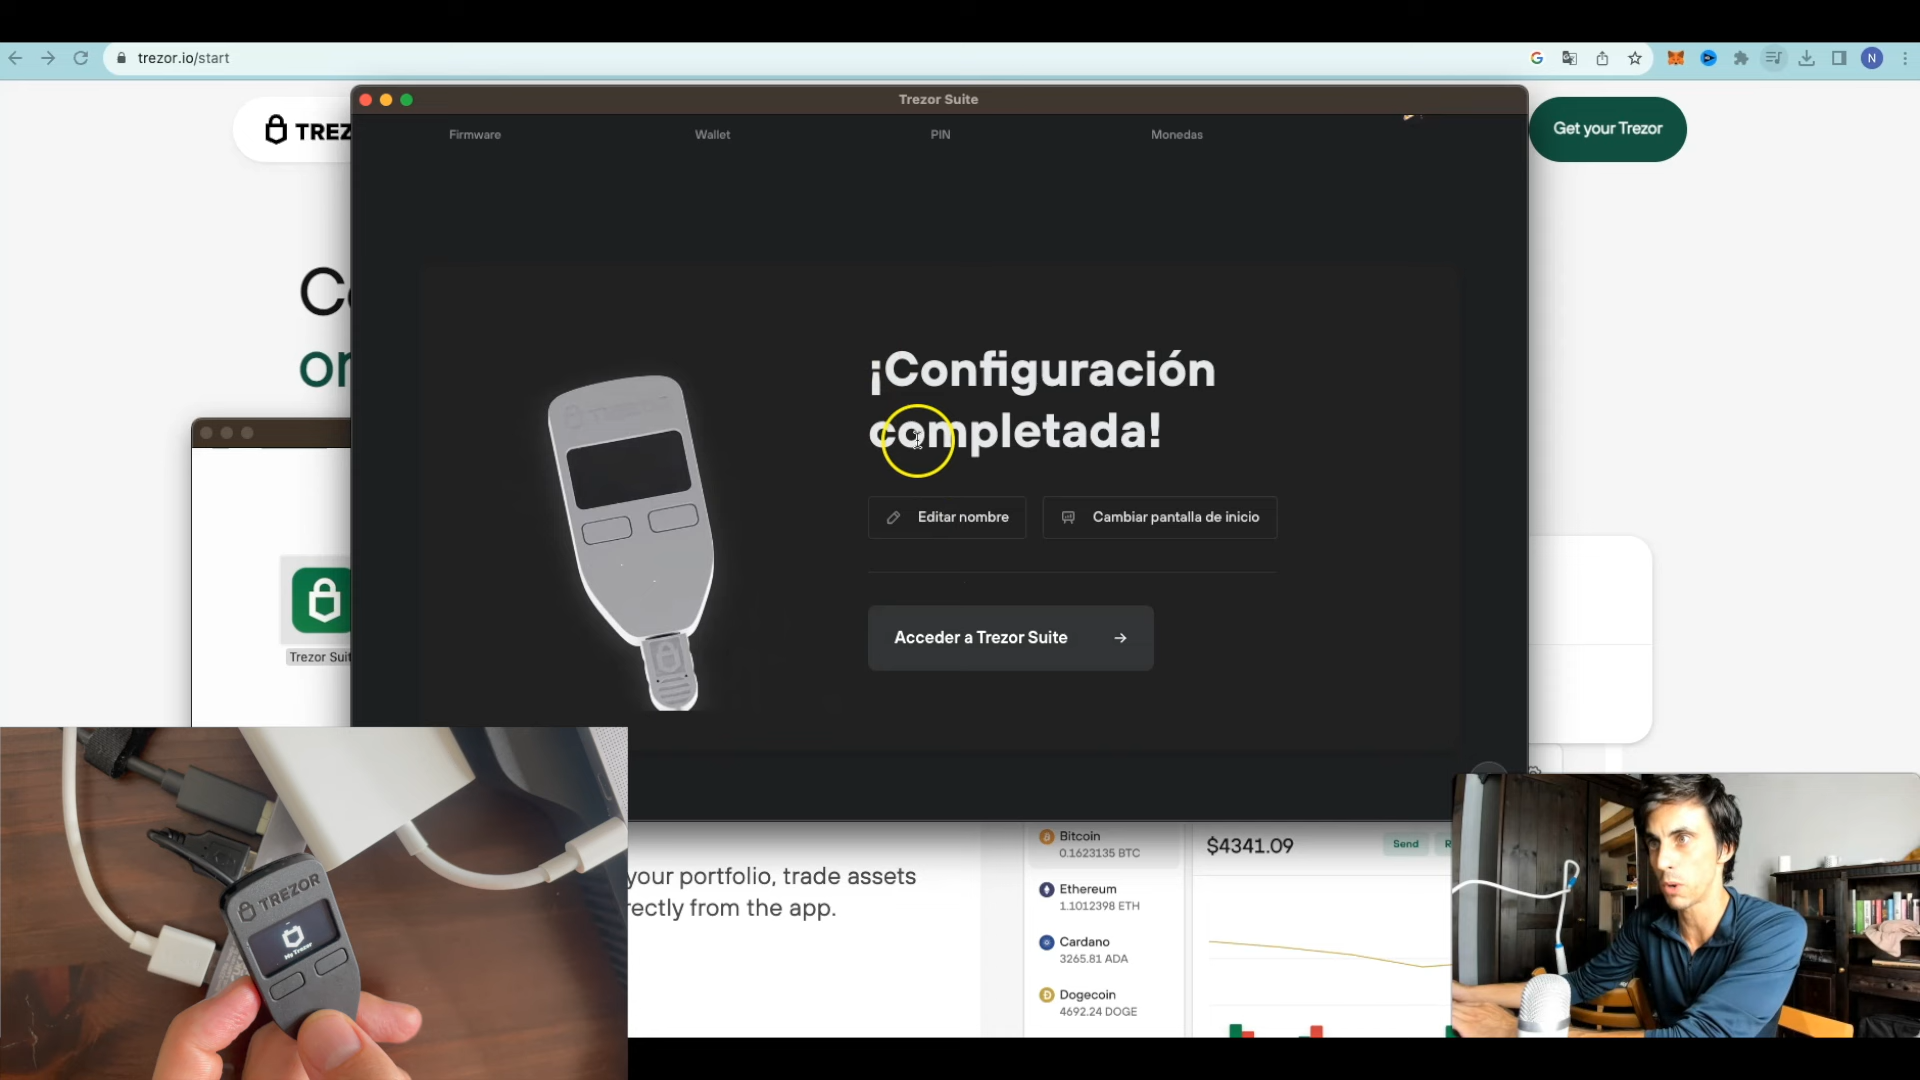 trezor.io/start
N
TREZ
Get your Trezor
Trezor Suite
Firmware
Wallet
PIN
Monedas
¡Configuración
completada!
Editar nombre
Cambiar pantalla de inicio
Acceder a Trezor Suite
Trezor Suit
Bitcoin
0.1623135 BTC
Ethereum
1.1012398 ETH
Cardano
3265.81 ADA
Dogecoin
4692.24 DOGE
$4341.09
Send
R
your portfolio, trade assets
rectly from the app.
TREZOR
My Trezor